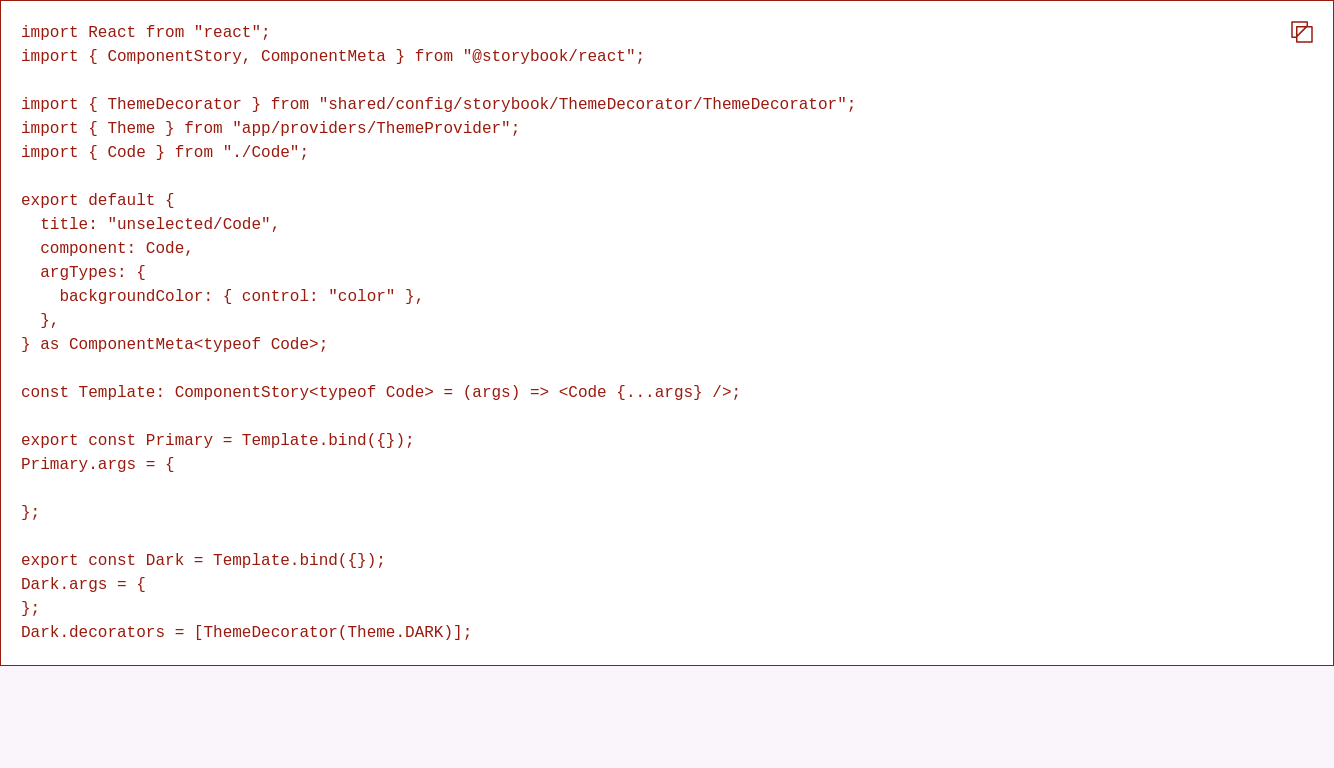 import React from "react";
import { ComponentStory, ComponentMeta } from "@storybook/react";

import { ThemeDecorator } from "shared/config/storybook/ThemeDecorator/ThemeDecorator";
import { Theme } from "app/providers/ThemeProvider";
import { Code } from "./Code";

export default {
  title: "unselected/Code",
  component: Code,
  argTypes: {
    backgroundColor: { control: "color" },
  },
} as ComponentMeta<typeof Code>;

const Template: ComponentStory<typeof Code> = (args) => <Code {...args} />;

export const Primary = Template.bind({});
Primary.args = {

};

export const Dark = Template.bind({});
Dark.args = {
};
Dark.decorators = [ThemeDecorator(Theme.DARK)];